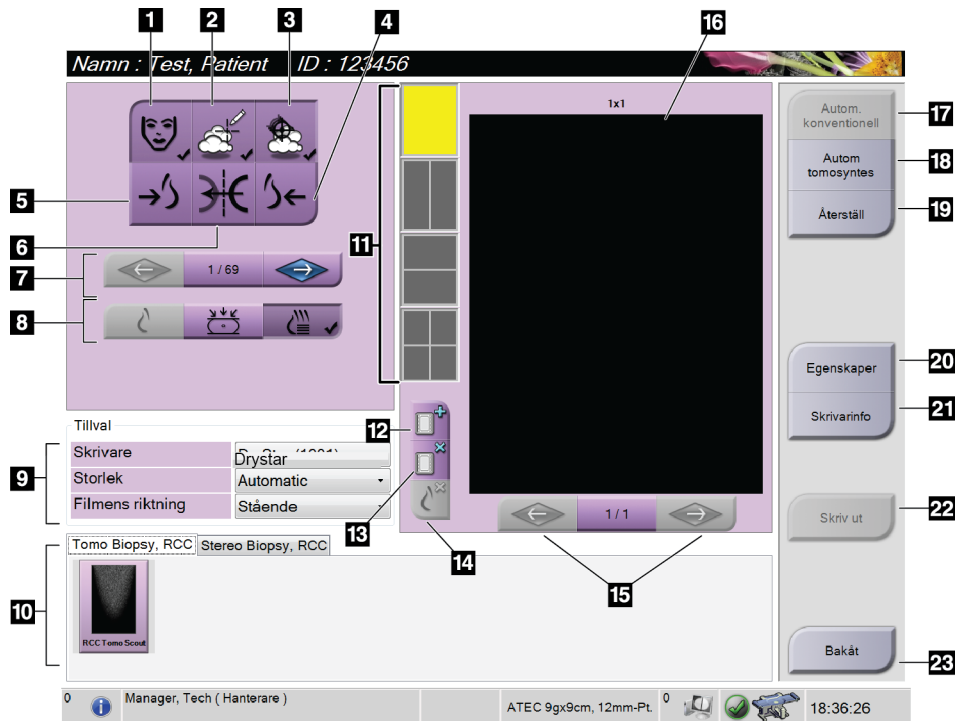 1
2
3
4
16
Namn : Test, Patient ID : 123456
1x1
Autom.
konventionell
17
Autom
tomosyntes
18
Återställ
19
5
6
7
1 / 69
8
11
Egenskaper
20
Skrivarinfo
21
12
13
14
Tillval
9
Skrivare
Drystar
Storlek
Automatic
Filmens riktning
Stående
1 / 1
15
Skriv ut
22
Tomo Biopsy, RCC
Stereo Biopsy, RCC
10
RCC Tomo Scout
Bakåt
23
0
Manager, Tech ( Hanterare )
ATEC 9gx9cm, 12mm-Pt.
0
18:36:26